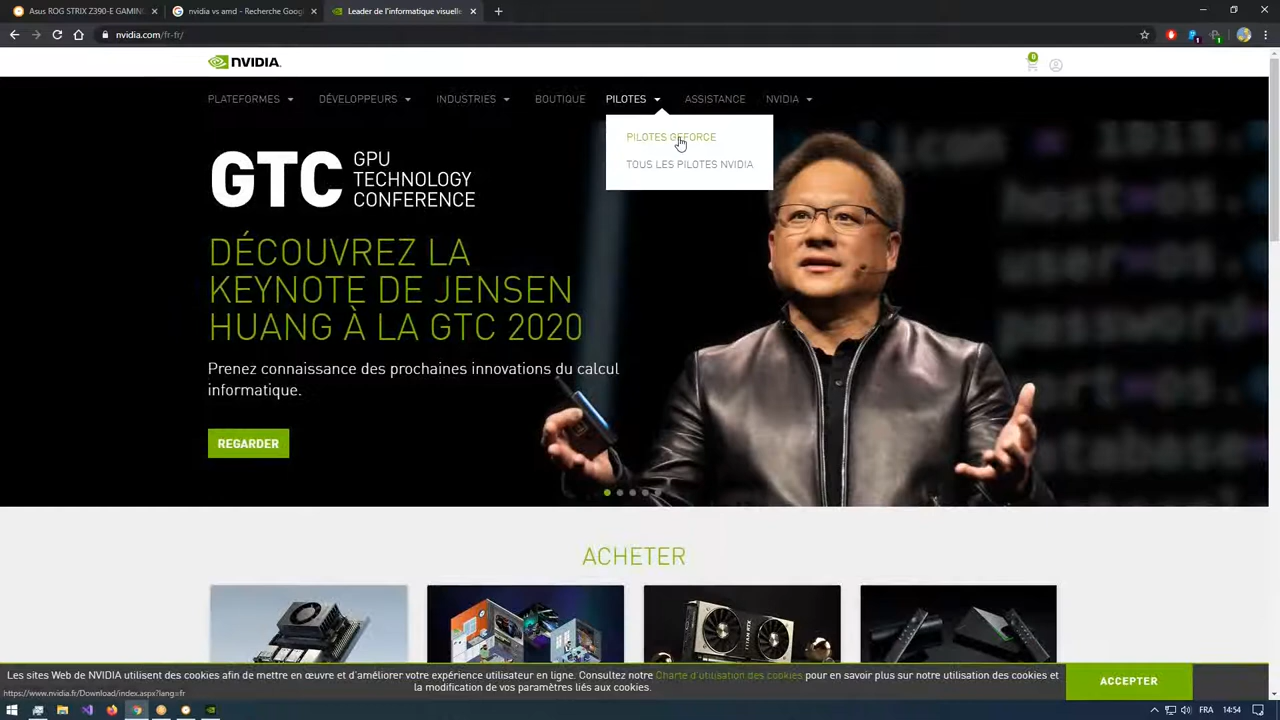 Asus ROG STRIX Z390-E GAMING
nvidia vs amd - Recherche Goog
Leader de l'informatique visuelle
nvidia.com/fr-fr/
NVIDIA.
0
PLATEFORMES DÉVELOPPEURS INDUSTRIES BOUTIQUE PILOTES ASSISTANCE NVIDIA
PILOTES GEFORCE
TOUS LES PILOTES NVIDIA
GTC
GPU
TECHNOLOGY
CONFERENCE
DÉCOUVREZ LA
KEYNOTE DE JENSEN
HUANG À LA GTC 2020
Prenez connaissance des prochaines innovations du calcul
informatique.
REGARDER
ACHETER
Les sites Web de NVIDIA utilisent des cookies afin de mettre en œuvre et d'améliorer votre expérience utilisateur en ligne. Consultez notre Charte d'utilisation des cookies pour en savoir plus sur notre utilisation des cookies et
la modification de vos paramètres liés aux cookies.
ACCEPTER
https://www.nvidia.fr/Download/index.aspx?lang=fr
FRA 14:54